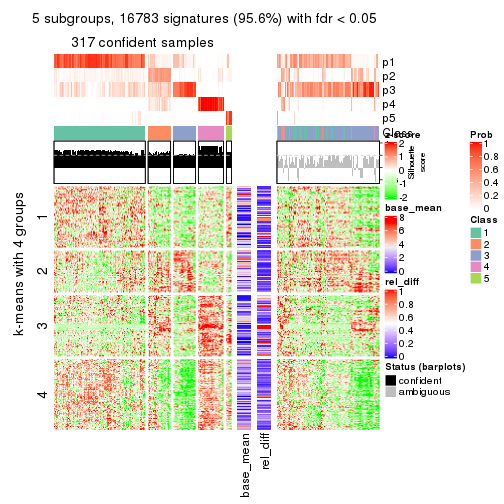 5 subgroups, 16783 signatures (95.6%) with fdr < 0.05
317 confident samples
p1
p2
p3
p4
p5
Class
Silhouette
score
k-means with 4 groups
1
2
3
4
base_mean
rel_diff
z-score
2
1
0
-1
-2
base_mean
8
6
4
2
0
rel_diff
1
0.8
0.6
0.4
0.2
0
Status (barplots)
confident
ambiguous
Prob
1
0.8
0.6
0.4
0.2
0
Class
1
2
3
4
5